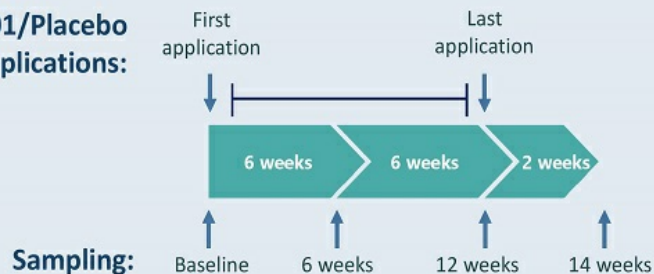 01/Placebo
plications:
First
application
Last
application
6 weeks
6 weeks
2 weeks
Sampling:
Baseline
6 weeks
12 weeks
14 weeks